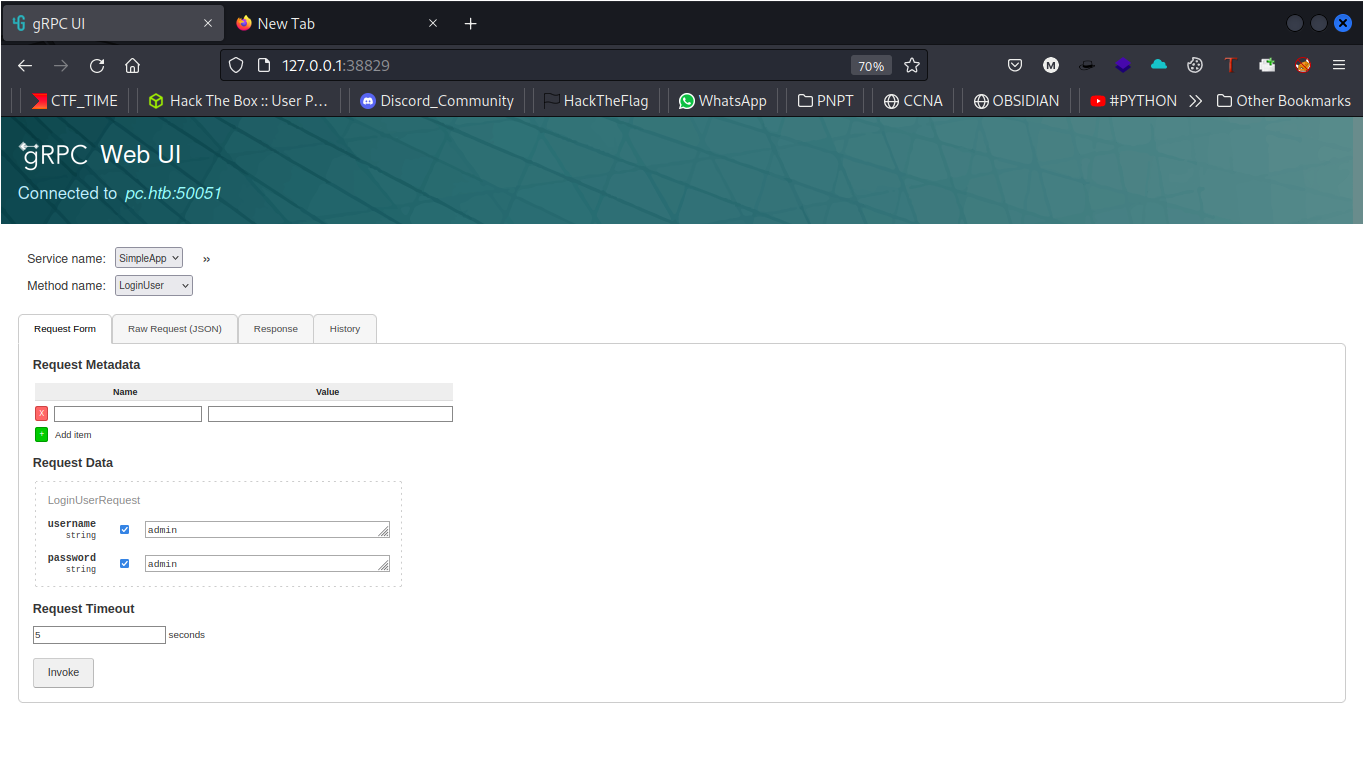 gRPC UI
New Tab
127.0.0.1:38829
70%
M
CTF_TIME
Hack The Box :: User P…
Discord_Community
HackTheFlag
WhatsApp
PNPT
CCNA
OBSIDIAN
#PYTHON
Other Bookmarks
gRPC Web UI
Connected to pc.htb:50051
Service name: SimpleApp »
Method name: LoginUser
Request Form Raw Request (JSON) Response History
Request Metadata
Name Value
X
+ Add item
Request Data
LoginUserRequest
username admin
string
password admin
string
Request Timeout
5 seconds
Invoke